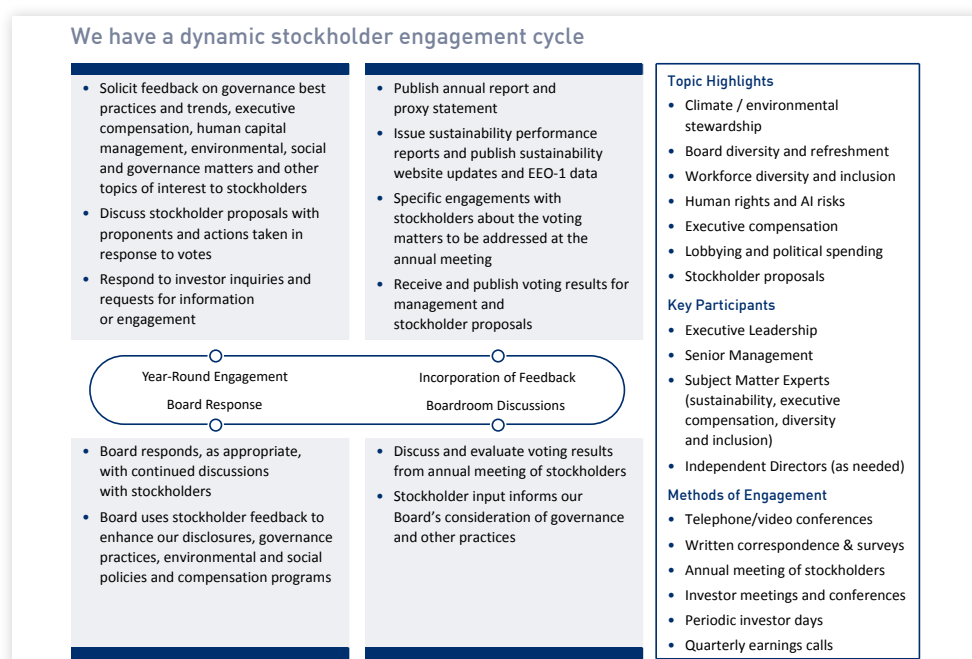 We have a dynamic stockholder engagement cycle
• Solicit feedback on governance best
practices and trends, executive
compensation, human capital
management, environmental, social
and governance matters and other
topics of interest to stockholders
• Discuss stockholder proposals with
proponents and actions taken in
response to votes
• Respond to investor inquiries and
requests for information
or engagement
• Publish annual report and
proxy statement
• Issue sustainability performance
reports and publish sustainability
website updates and EEO-1 data
• Specific engagements with
stockholders about the voting
matters to be addressed at the
annual meeting
• Receive and publish voting results for
management and
stockholder proposals
Year-Round Engagement
Incorporation of Feedback
Board Response
Boardroom Discussions
• Board responds, as appropriate,
with continued discussions
with stockholders
• Board uses stockholder feedback to
enhance our disclosures, governance
practices, environmental and social
policies and compensation programs
• Discuss and evaluate voting results
from annual meeting of stockholders
• Stockholder input informs our
Board’s consideration of governance
and other practices
Topic Highlights
• Climate / environmental
stewardship
• Board diversity and refreshment
• Workforce diversity and inclusion
• Human rights and AI risks
• Executive compensation
• Lobbying and political spending
• Stockholder proposals
Key Participants
• Executive Leadership
• Senior Management
• Subject Matter Experts
(sustainability, executive
compensation, diversity
and inclusion)
• Independent Directors (as needed)
Methods of Engagement
• Telephone/video conferences
• Written correspondence & surveys
• Annual meeting of stockholders
• Investor meetings and conferences
• Periodic investor days
• Quarterly earnings calls